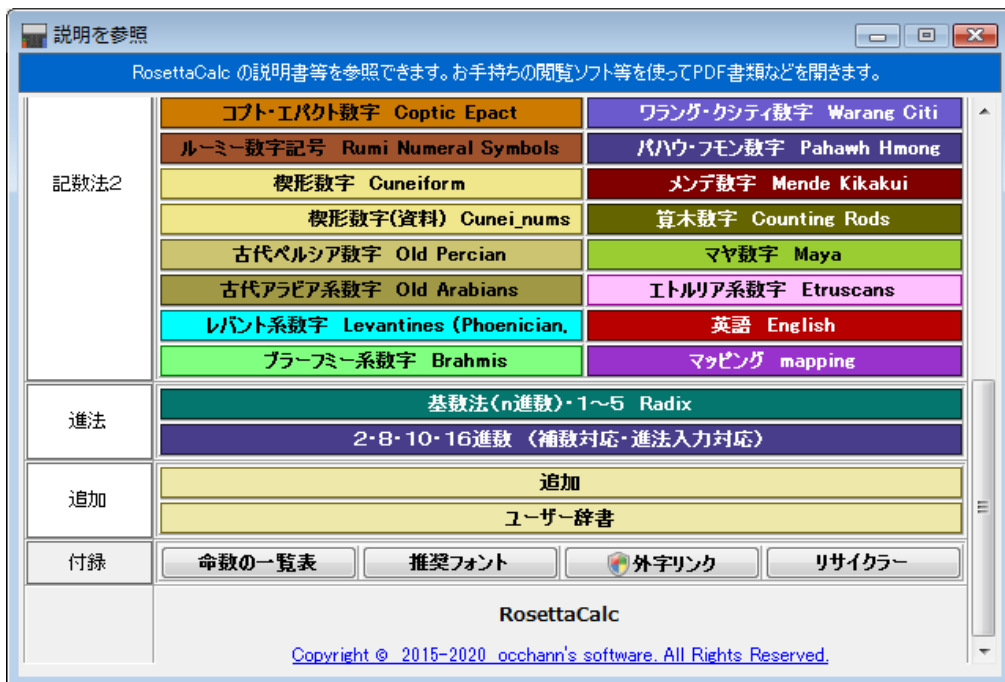 説明を参照
RosettaCalc の説明書等を参照できます。お手持ちの閲覧ソフト等を使ってPDF書類などを開きます。
記数法2
コプト・エパクト数字 Coptic Epact
ワラング・クシティ数字 Warang Citi
ルーミー数字記号 Rumi Numeral Symbols
パハウ・フモン数字 Pahawh Hmong
楔形数字 Cuneiform
メンデ数字 Mende Kikakui
楔形数字(資料) Cunei_nums
算木数字 Counting Rods
古代ペルシア数字 Old Percian
マヤ数字 Maya
古代アラビア系数字 Old Arabians
エトルリア系数字 Etruscans
レバント系数字 Levantines (Phoenician,
英語 English
ブラーフミー系数字 Brahmis
マッピング mapping
進法
基数法(n進数)・1～5 Radix
2・8・10・16進数 (補数対応・進法入力対応)
追加
追加
ユーザー辞書
付録
命数の一覧表
推奨フォント
外字リンク
リサイクラー
RosettaCalc
Copyright © 2015-2020 occhann's software. All Rights Reserved.